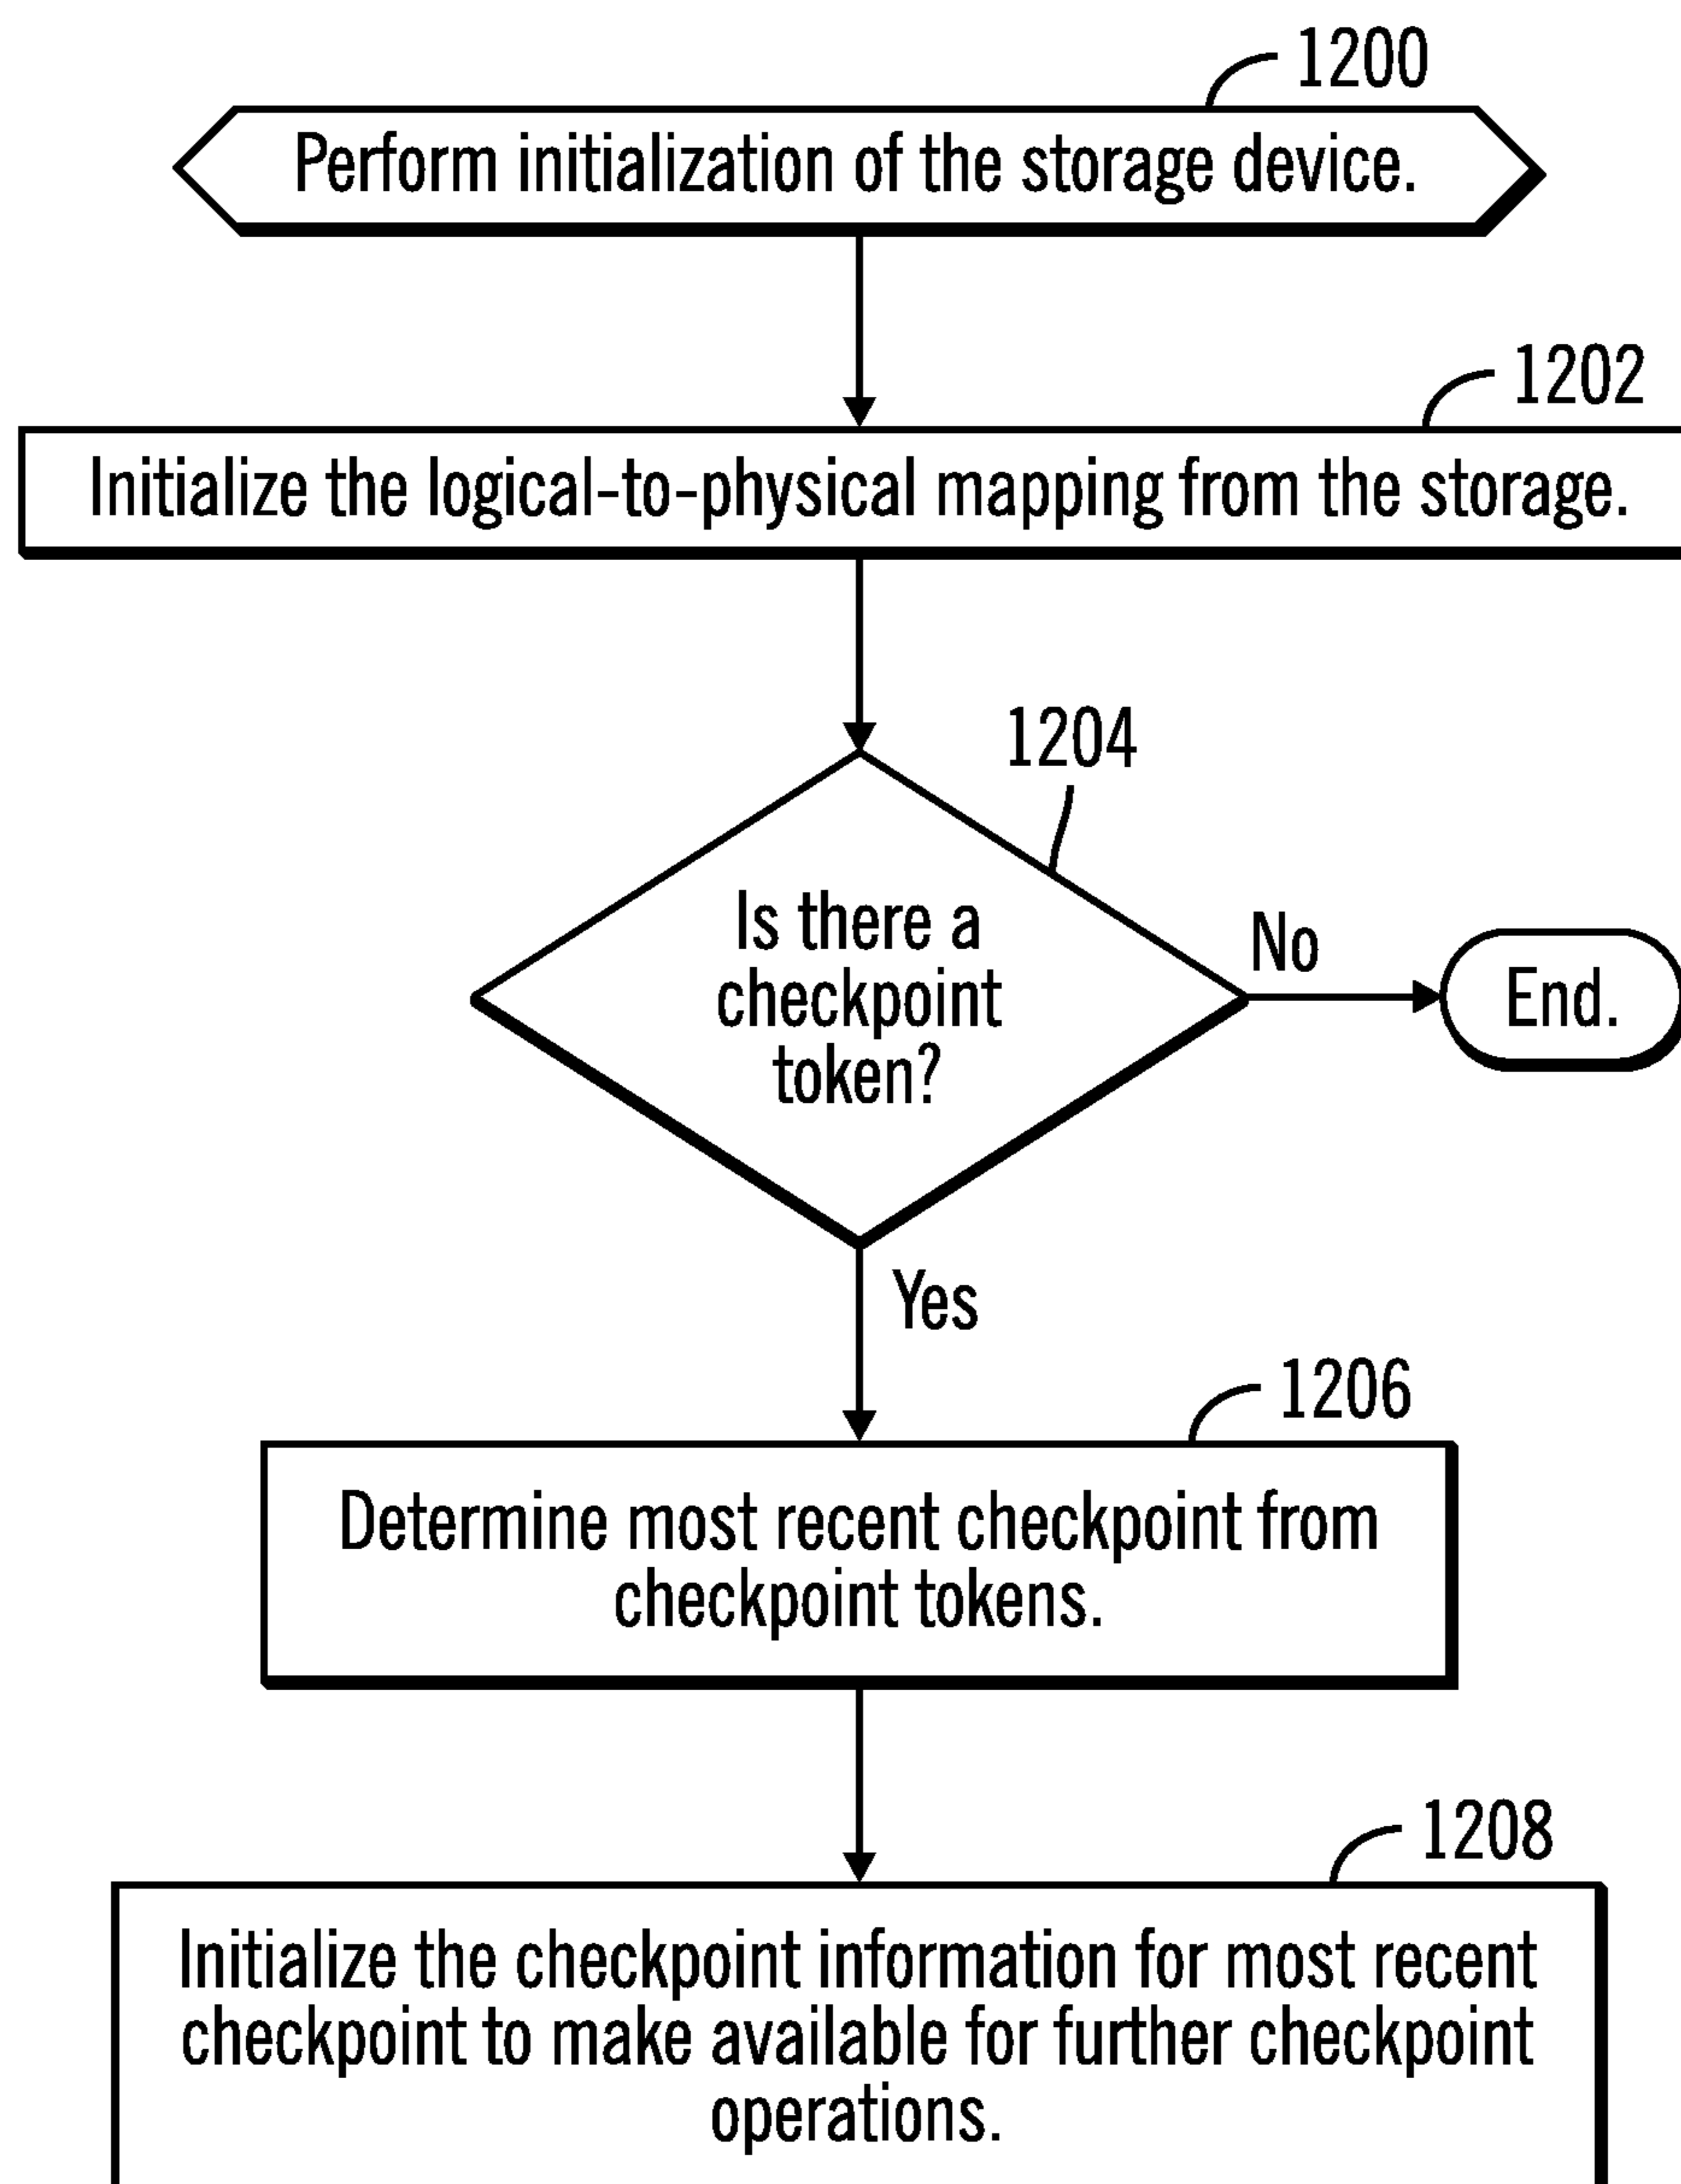 1200
Perform initialization of the storage device.
1202
Initialize the logical-to-physical mapping from the storage.
1204
Is there a
checkpoint
token?
No
End.
Yes
1206
Determine most recent checkpoint from
checkpoint tokens.
1208
Initialize the checkpoint information for most recent
checkpoint to make available for further checkpoint
operations.